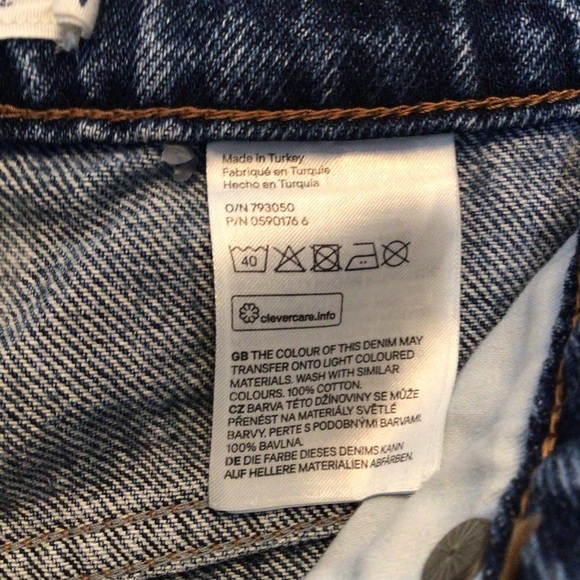 Made in Turkey
Fabriqué en Turquie
Hecho en Turquía
O/N 793050
P/N 0590176 6
40
clevercare.info
GB THE COLOUR OF THIS DENIM MAY
TRANSFER ONTO LIGHT COLOURED
MATERIALS. WASH WITH SIMILAR
COLOURS. 100% COTTON.
CZ BARVA TÉTO DŽÍNOVINY SE MŮŽE
PŘENÉST NA MATERIÁLY SVĚTLÉ
BARVY. PERTE S PODOBNÝMI BARVAMI.
100% BAVLNA.
DE DIE FARBE DIESES DENIMS KANN
AUF HELLERE MATERIALIEN ABFÄRBEN.